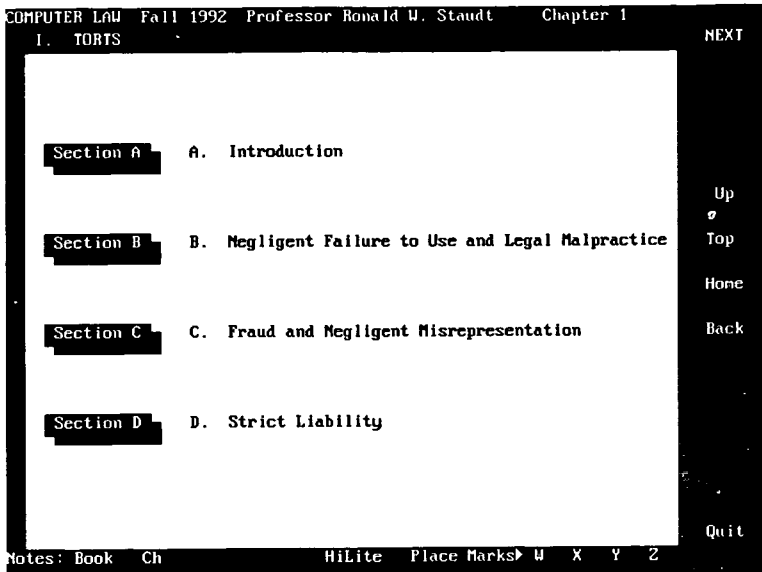 COMPUTER LAW Fall 1992 Professor Ronald W. Staudt Chapter 1
I. TORTS NEXT
Section A A. Introduction
Up
Section B B. Negligent Failure to Use and Legal Malpractice Top
Home
Section C C. Fraud and Negligent Misrepresentation Back
Section D D. Strict Liability
Quit
Notes: Book Ch HiLite Place Marks W X Y Z